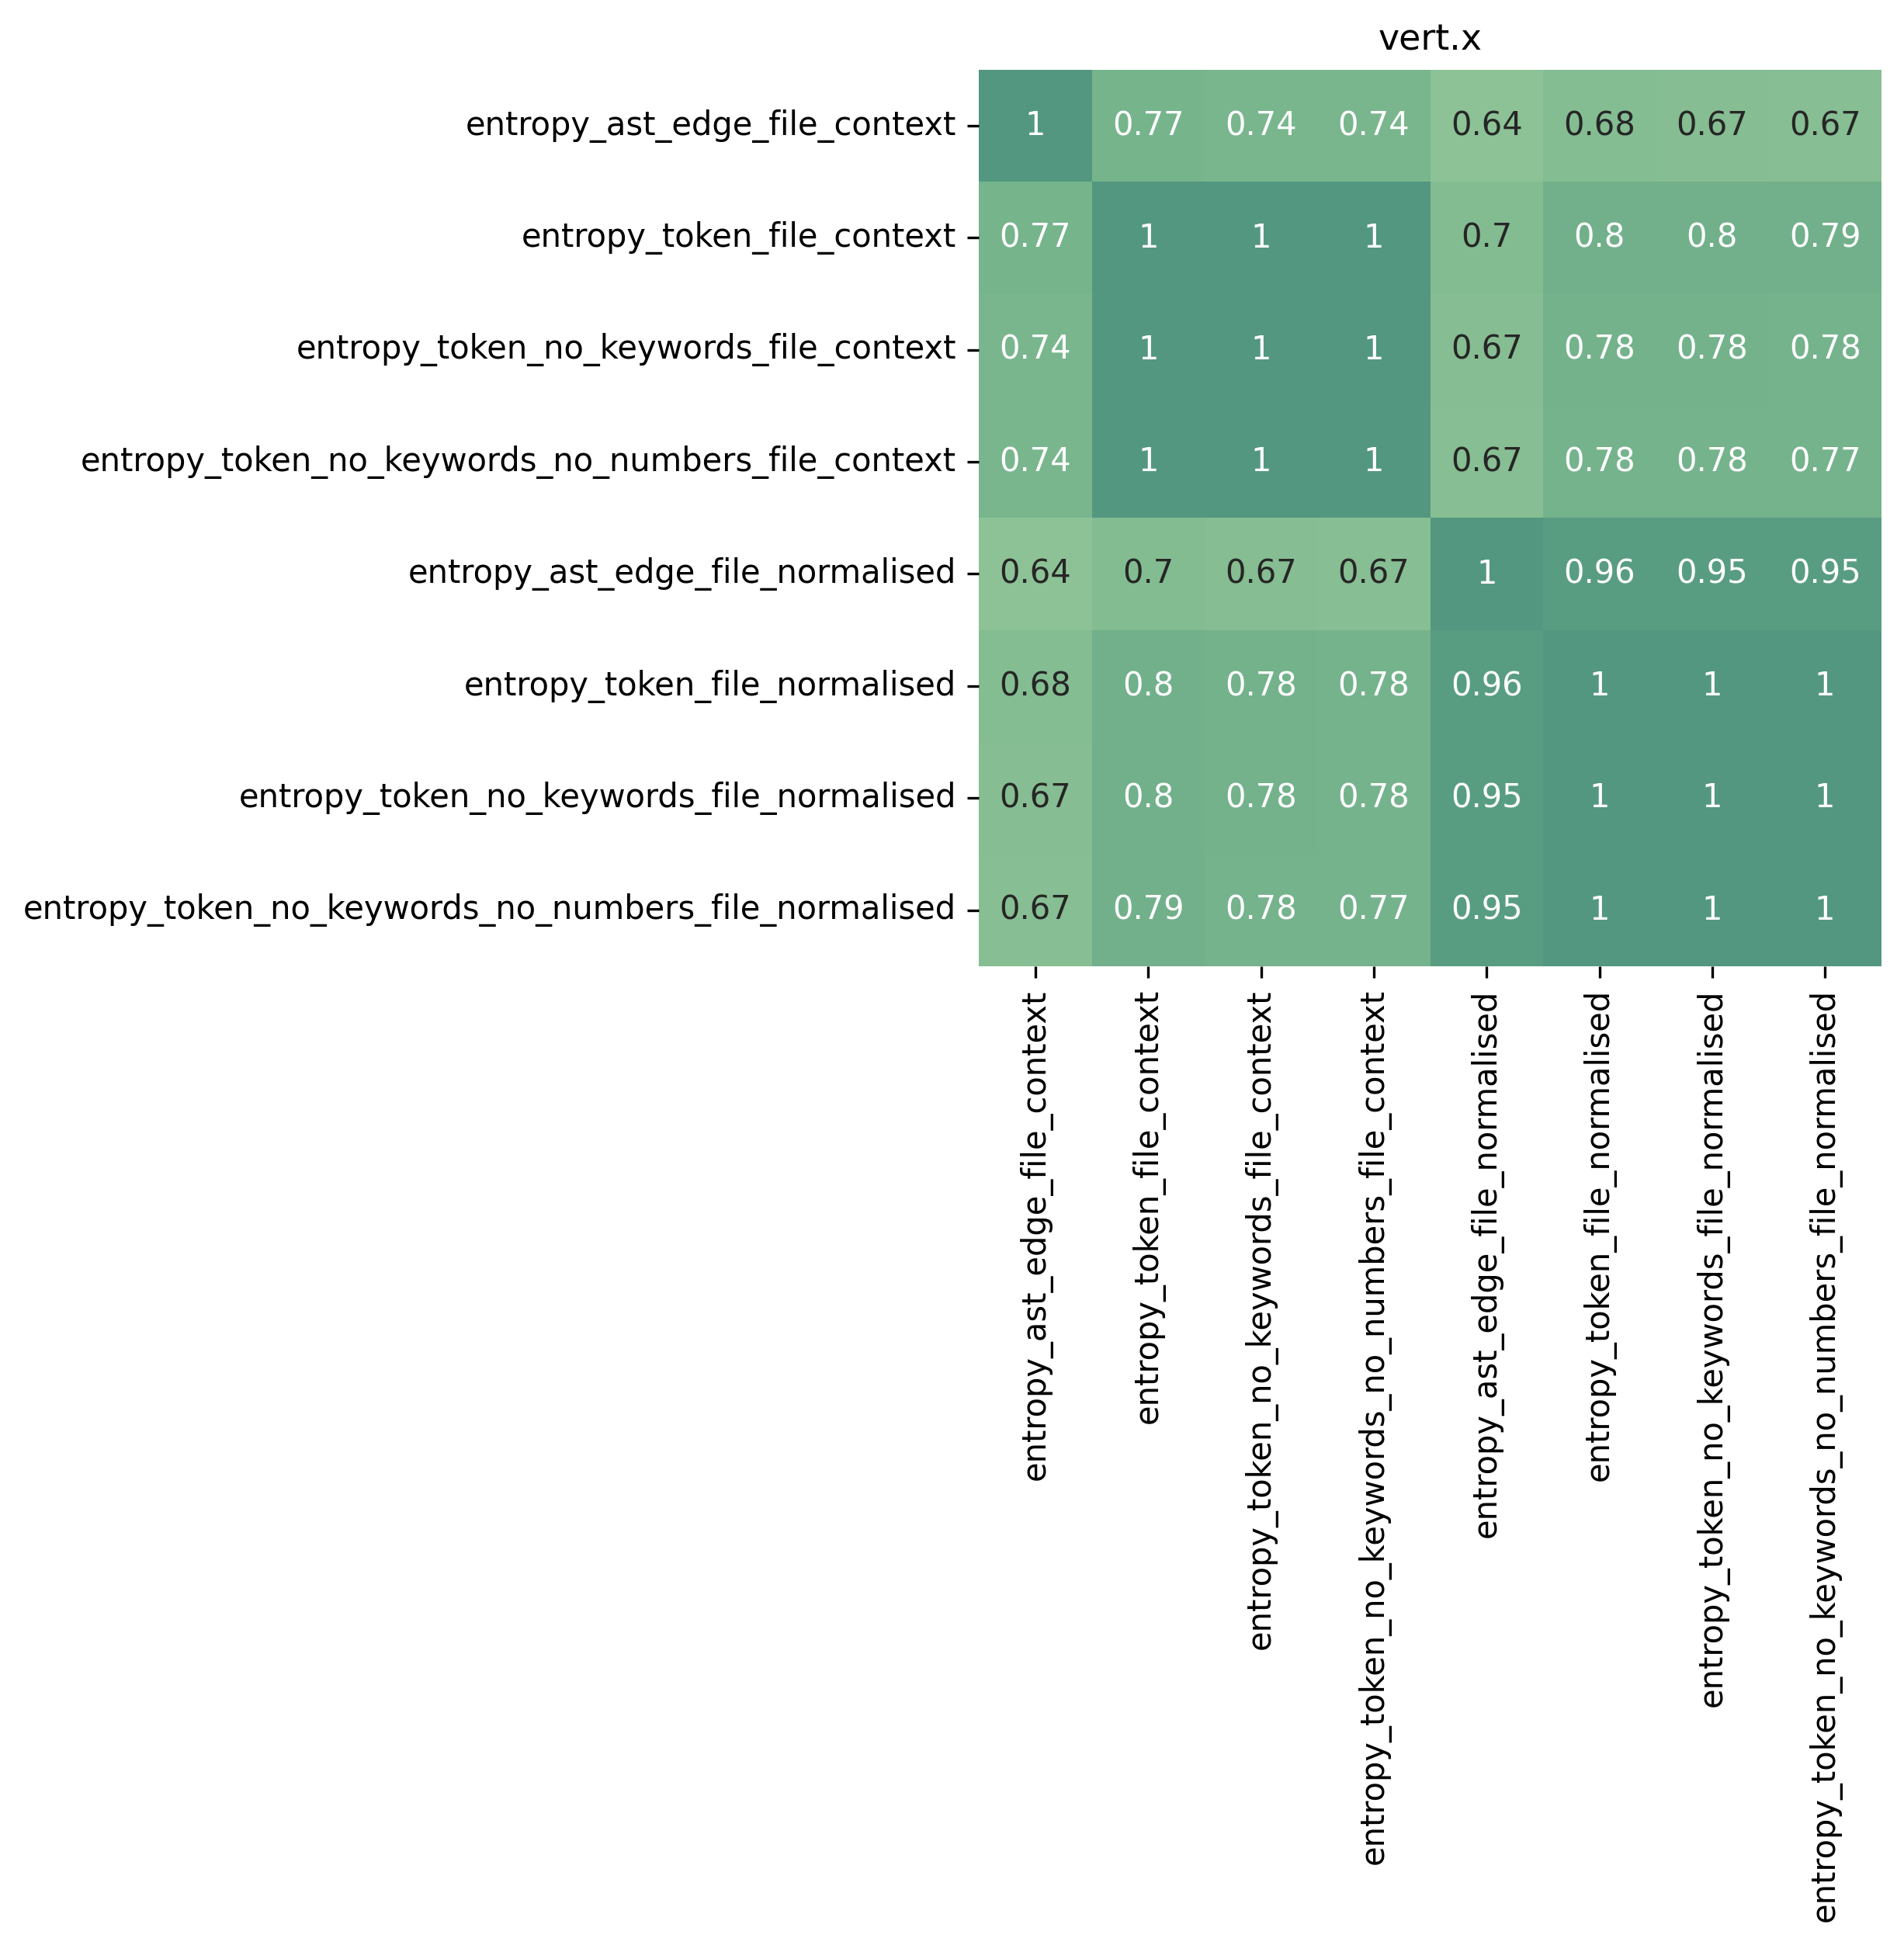 vert.x
entropy_ast_edge_file_context 1 0.77 0.74 0.74 0.64 0.68 0.67 0.67
entropy_token_file_context 0.77 1 1 1 0.7 0.8 0.8 0.79
entropy_token_no_keywords_file_context 0.74 1 1 1 0.67 0.78 0.78 0.78
entropy_token_no_keywords_no_numbers_file_context 0.74 1 1 1 0.67 0.78 0.78 0.77
entropy_ast_edge_file_normalised 0.64 0.7 0.67 0.67 1 0.96 0.95 0.95
entropy_token_file_normalised 0.68 0.8 0.78 0.78 0.96 1 1 1
entropy_token_no_keywords_file_normalised 0.67 0.8 0.78 0.78 0.95 1 1 1
entropy_token_no_keywords_no_numbers_file_normalised 0.67 0.79 0.78 0.77 0.95 1 1 1
entropy_ast_edge_file_context
entropy_token_file_context
entropy_token_no_keywords_file_context
entropy_token_no_keywords_no_numbers_file_context
entropy_ast_edge_file_normalised
entropy_token_file_normalised
entropy_token_no_keywords_file_normalised
entropy_token_no_keywords_no_numbers_file_normalised